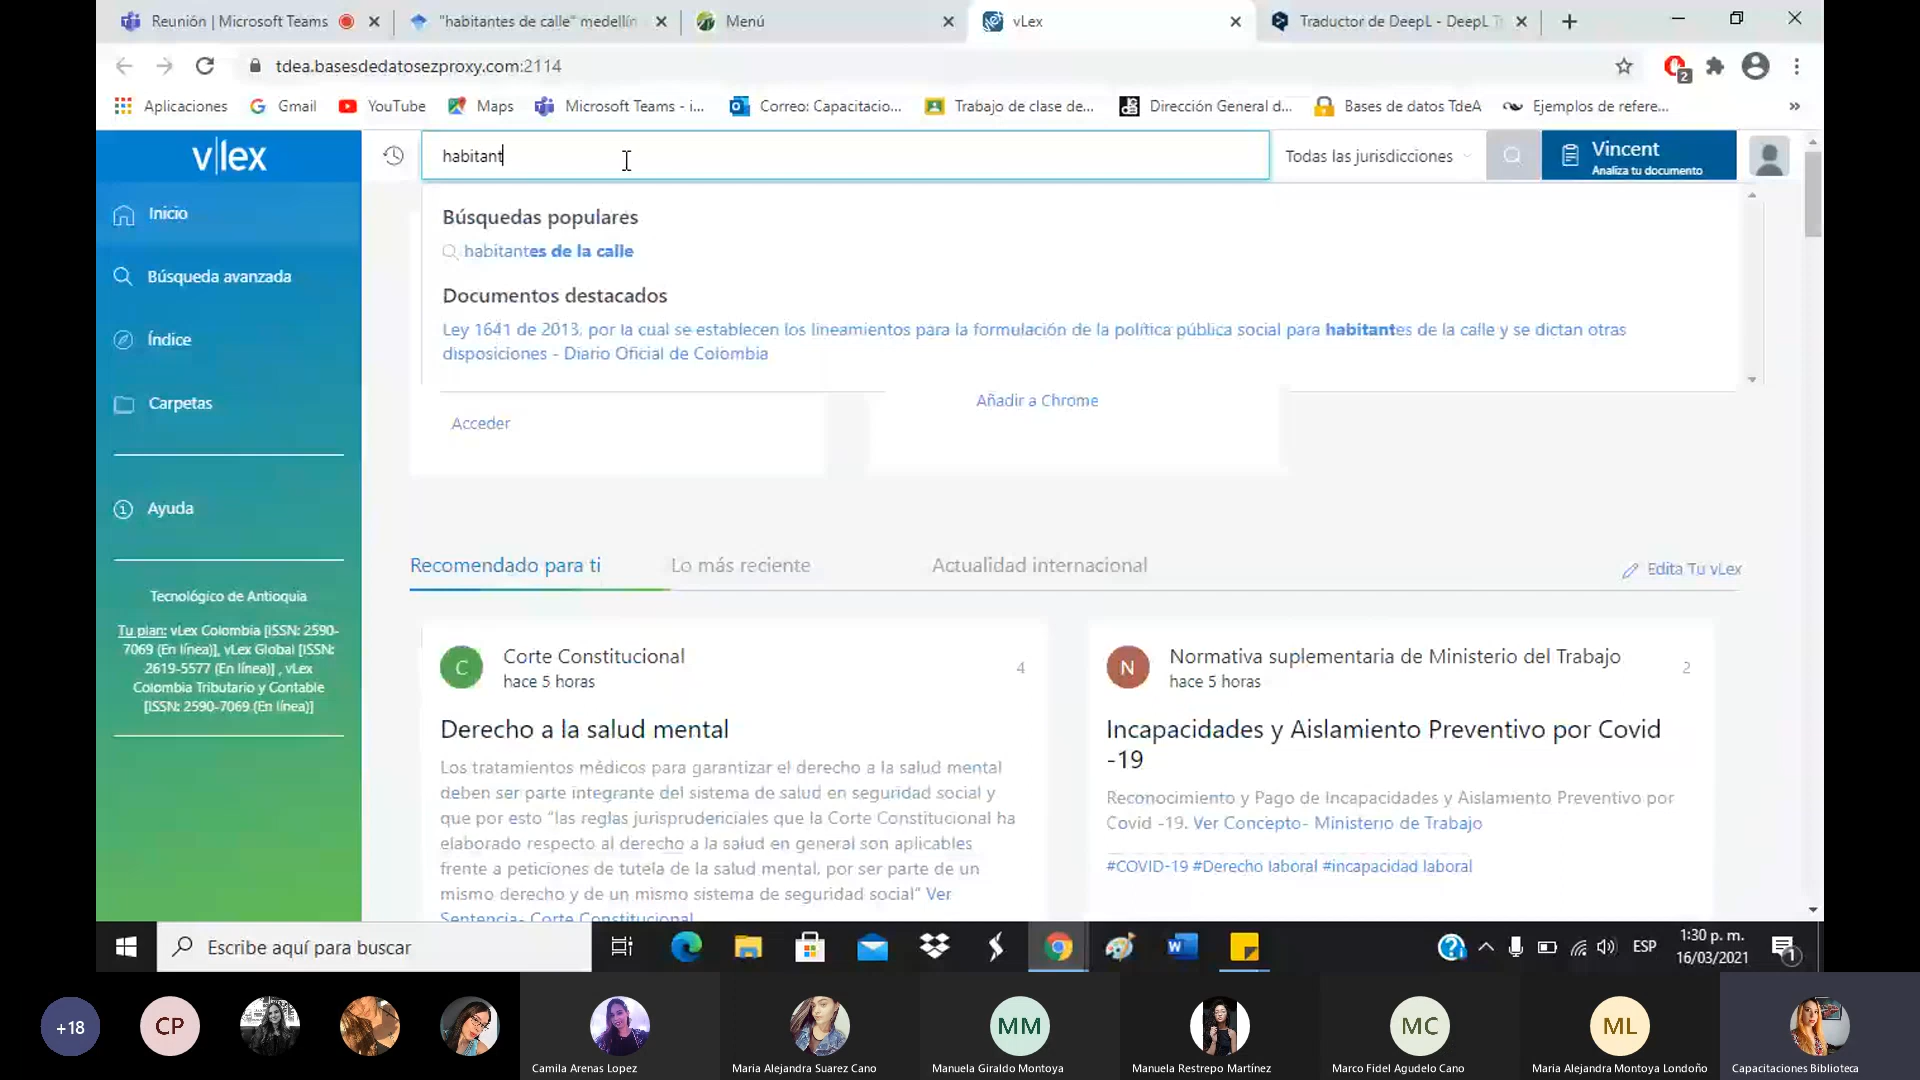 Reunión | Microsoft Teams
"habitantes de calle" medellín
Menú
vLex
Traductor de DeepL - DeepL T
tdea.basesdedatosezproxy.com:2114
2
Aplicaciones
Gmail
YouTube
Maps
Microsoft Teams - i...
Correo: Capacitacio...
Trabajo de clase de...
Dirección General d...
Bases de datos TdeA
Ejemplos de refere...
»
v|lex
habitant
Todas las jurisdicciones
Vincent
Analiza tu documento
Inicio
Búsqueda avanzada
Índice
Carpetas
Ayuda
Tecnológico de Antioquia
Tu plan: vLex Colombia [ISSN: 2590-
7069 (En línea)], vLex Global [ISSN:
2619-5577 (En línea)] , vLex
Colombia Tributario y Contable
[ISSN: 2590-7069 (En línea)]
Búsquedas populares
habitantes de la calle
Documentos destacados
Ley 1641 de 2013, por la cual se establecen los lineamientos para la formulación de la política pública social para habitantes de la calle y se dictan otras
disposiciones - Diario Oficial de Colombia
Añadir a Chrome
Acceder
Recomendado para ti
Lo más reciente
Actualidad internacional
Edita Tu vLex
C
Corte Constitucional
4
hace 5 horas
Derecho a la salud mental
Los tratamientos médicos para garantizar el derecho a la salud mental
deben ser parte integrante del sistema de salud en seguridad social y
que por esto "las reglas jurisprudenciales que la Corte Constitucional ha
elaborado respecto al derecho a la salud en general son aplicables
frente a peticiones de tutela de la salud mental, por ser parte de un
mismo derecho y de un mismo sistema de seguridad social" Ver
Sentencia- Corte Constitucional
N
Normativa suplementaria de Ministerio del Trabajo
2
hace 5 horas
Incapacidades y Aislamiento Preventivo por Covid
-19
Reconocimiento y Pago de Incapacidades y Aislamiento Preventivo por
Covid -19. Ver Concepto- Ministerio de Trabajo
#COVID-19 #Derecho laboral #incapacidad laboral
Escribe aquí para buscar
ESP
1:30 p. m.
16/03/2021
1
+18
CP
MM
MC
ML
Camila Arenas Lopez
Maria Alejandra Suarez Cano
Manuela Giraldo Montoya
Manuela Restrepo Martínez
Marco Fidel Agudelo Cano
Maria Alejandra Montoya Londoño
Capacitaciones Biblioteca